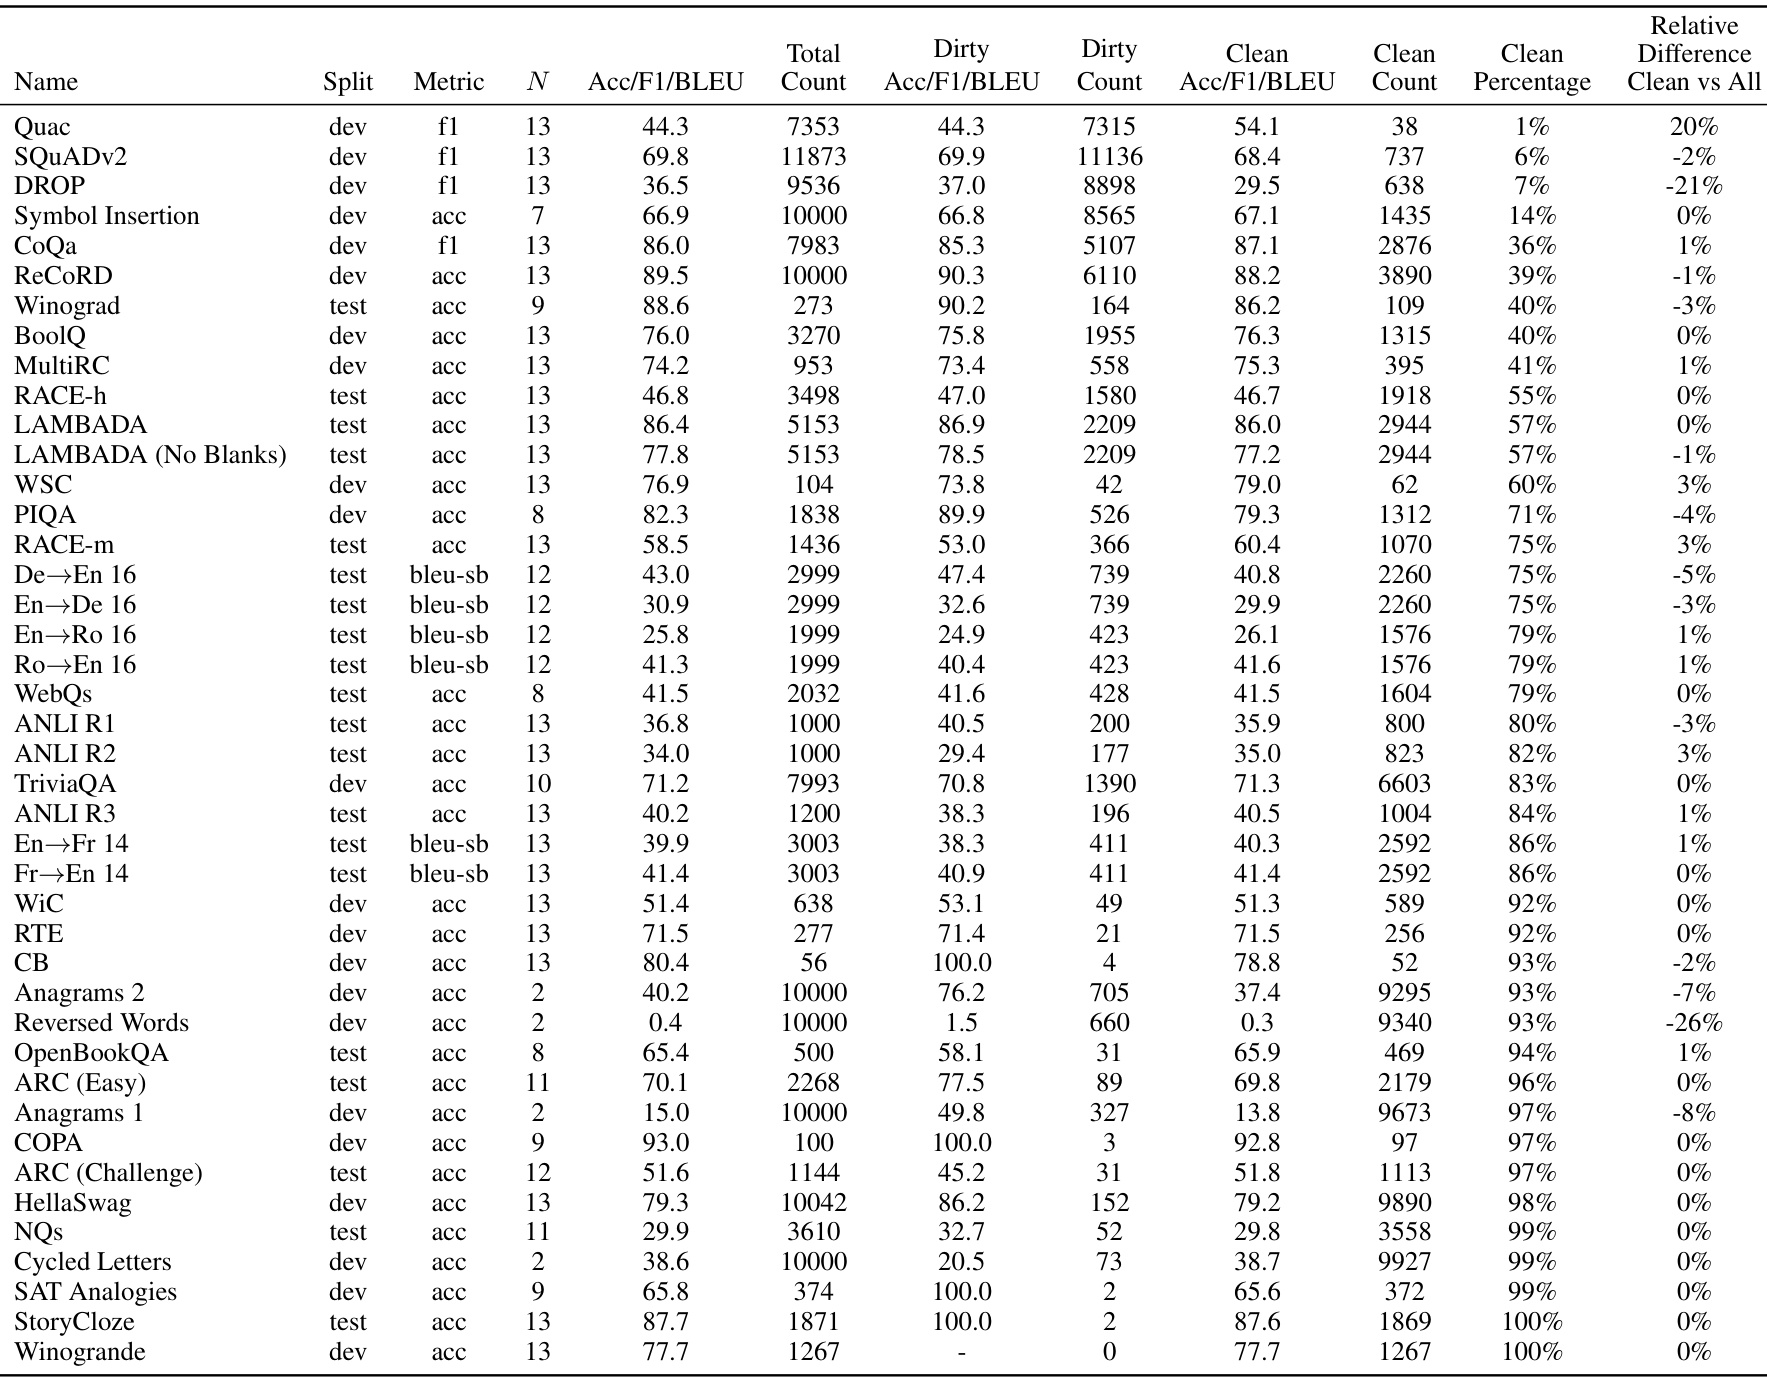 Relative
Total Dirty Dirty Clean Clean Clean Difference
Name Split Metric N Acc/F1/BLEU Count Acc/F1/BLEU Count Acc/F1/BLEU Count Percentage Clean vs All
Quac dev f1 13 44.3 7353 44.3 7315 54.1 38 1% 20%
SQuADv2 dev f1 13 69.8 11873 69.9 11136 68.4 737 6% -2%
DROP dev f1 13 36.5 9536 37.0 8898 29.5 638 7% -21%
Symbol Insertion dev acc 7 66.9 10000 66.8 8565 67.1 1435 14% 0%
CoQa dev f1 13 86.0 7983 85.3 5107 87.1 2876 36% 1%
ReCoRD dev acc 13 89.5 10000 90.3 6110 88.2 3890 39% -1%
Winograd test acc 9 88.6 273 90.2 164 86.2 109 40% -3%
BoolQ dev acc 13 76.0 3270 75.8 1955 76.3 1315 40% 0%
MultiRC dev acc 13 74.2 953 73.4 558 75.3 395 41% 1%
RACE-h test acc 13 46.8 3498 47.0 1580 46.7 1918 55% 0%
LAMBADA test acc 13 86.4 5153 86.9 2209 86.0 2944 57% 0%
LAMBADA (No Blanks) test acc 13 77.8 5153 78.5 2209 77.2 2944 57% -1%
WSC dev acc 13 76.9 104 73.8 42 79.0 62 60% 3%
PIQA dev acc 8 82.3 1838 89.9 526 79.3 1312 71% -4%
RACE-m test acc 13 58.5 1436 53.0 366 60.4 1070 75% 3%
De→En 16 test bleu-sb 12 43.0 2999 47.4 739 40.8 2260 75% -5%
En→De 16 test bleu-sb 12 30.9 2999 32.6 739 29.9 2260 75% -3%
En→Ro 16 test bleu-sb 12 25.8 1999 24.9 423 26.1 1576 79% 1%
Ro→En 16 test bleu-sb 12 41.3 1999 40.4 423 41.6 1576 79% 1%
WebQs test acc 8 41.5 2032 41.6 428 41.5 1604 79% 0%
ANLI R1 test acc 13 36.8 1000 40.5 200 35.9 800 80% -3%
ANLI R2 test acc 13 34.0 1000 29.4 177 35.0 823 82% 3%
TriviaQA dev acc 10 71.2 7993 70.8 1390 71.3 6603 83% 0%
ANLI R3 test acc 13 40.2 1200 38.3 196 40.5 1004 84% 1%
En→Fr 14 test bleu-sb 13 39.9 3003 38.3 411 40.3 2592 86% 1%
Fr→En 14 test bleu-sb 13 41.4 3003 40.9 411 41.4 2592 86% 0%
WiC dev acc 13 51.4 638 53.1 49 51.3 589 92% 0%
RTE dev acc 13 71.5 277 71.4 21 71.5 256 92% 0%
CB dev acc 13 80.4 56 100.0 4 78.8 52 93% -2%
Anagrams 2 dev acc 2 40.2 10000 76.2 705 37.4 9295 93% -7%
Reversed Words dev acc 2 0.4 10000 1.5 660 0.3 9340 93% -26%
OpenBookQA test acc 8 65.4 500 58.1 31 65.9 469 94% 1%
ARC (Easy) test acc 11 70.1 2268 77.5 89 69.8 2179 96% 0%
Anagrams 1 dev acc 2 15.0 10000 49.8 327 13.8 9673 97% -8%
COPA dev acc 9 93.0 100 100.0 3 92.8 97 97% 0%
ARC (Challenge) test acc 12 51.6 1144 45.2 31 51.8 1113 97% 0%
HellaSwag dev acc 13 79.3 10042 86.2 152 79.2 9890 98% 0%
NQs test acc 11 29.9 3610 32.7 52 29.8 3558 99% 0%
Cycled Letters dev acc 2 38.6 10000 20.5 73 38.7 9927 99% 0%
SAT Analogies dev acc 9 65.8 374 100.0 2 65.6 372 99% 0%
StoryCloze test acc 13 87.7 1871 100.0 2 87.6 1869 100% 0%
Winogrande dev acc 13 77.7 1267 - 0 77.7 1267 100% 0%